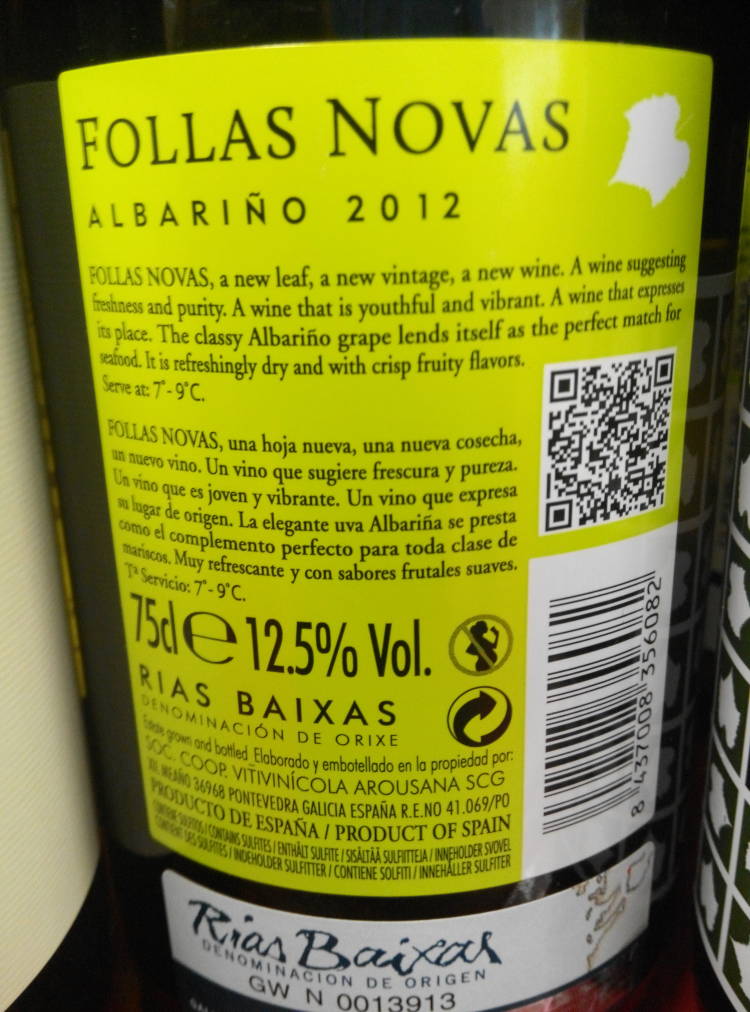 FOLLAS NOVAS
ALBARIÑO 2012
FOLLAS NOVAS, a new leaf, a new vintage, a new wine. A wine suggesting
freshness and purity. A wine that is youthful and vibrant. A wine that expresses
its place. The classy Albariño grape lends itself as the perfect match for
seafood. It is refreshingly dry and with crisp fruity flavors.
Serve at: 7°- 9°C.
FOLLAS NOVAS, una hoja nueva, una nueva cosecha,
un nuevo vino. Un vino que sugiere frescura y pureza.
Un vino que es joven y vibrante. Un vino que expresa
su lugar de origen. La elegante uva Albariña se presta
como el complemento perfecto para toda clase de
mariscos. Muy refrescante y con sabores frutales suaves.
Tª Servicio: 7°- 9°C.
75cl e 12.5% Vol.
RIAS BAIXAS
DENOMINACIÓN DE ORIXE
Estate grown and bottled Elaborado y embotellado en la propiedad por:
SOC. COOP. VITIVINÍCOLA AROUSANA SCG
MEAÑO 36968 PONTEVEDRA GALICIA ESPAÑA R.E.NO 41.069/PO
PRODUCTO DE ESPAÑA / PRODUCT OF SPAIN
CONTIENE SULFITOS / CONTAINS SULFITES / ENTHÄLT SULFITE / SISÄLTÄÄ SULFIITTEJA / INNEHOLDER SVOVEL
CONTIENT DES SULFITES / INDEHOLDER SULFITTER / CONTIENE SOLFITI / INNEHÅLLER SULFITER
8 437008 356082
Rías Baixas
DENOMINACION DE ORIGEN
GW N 0013913